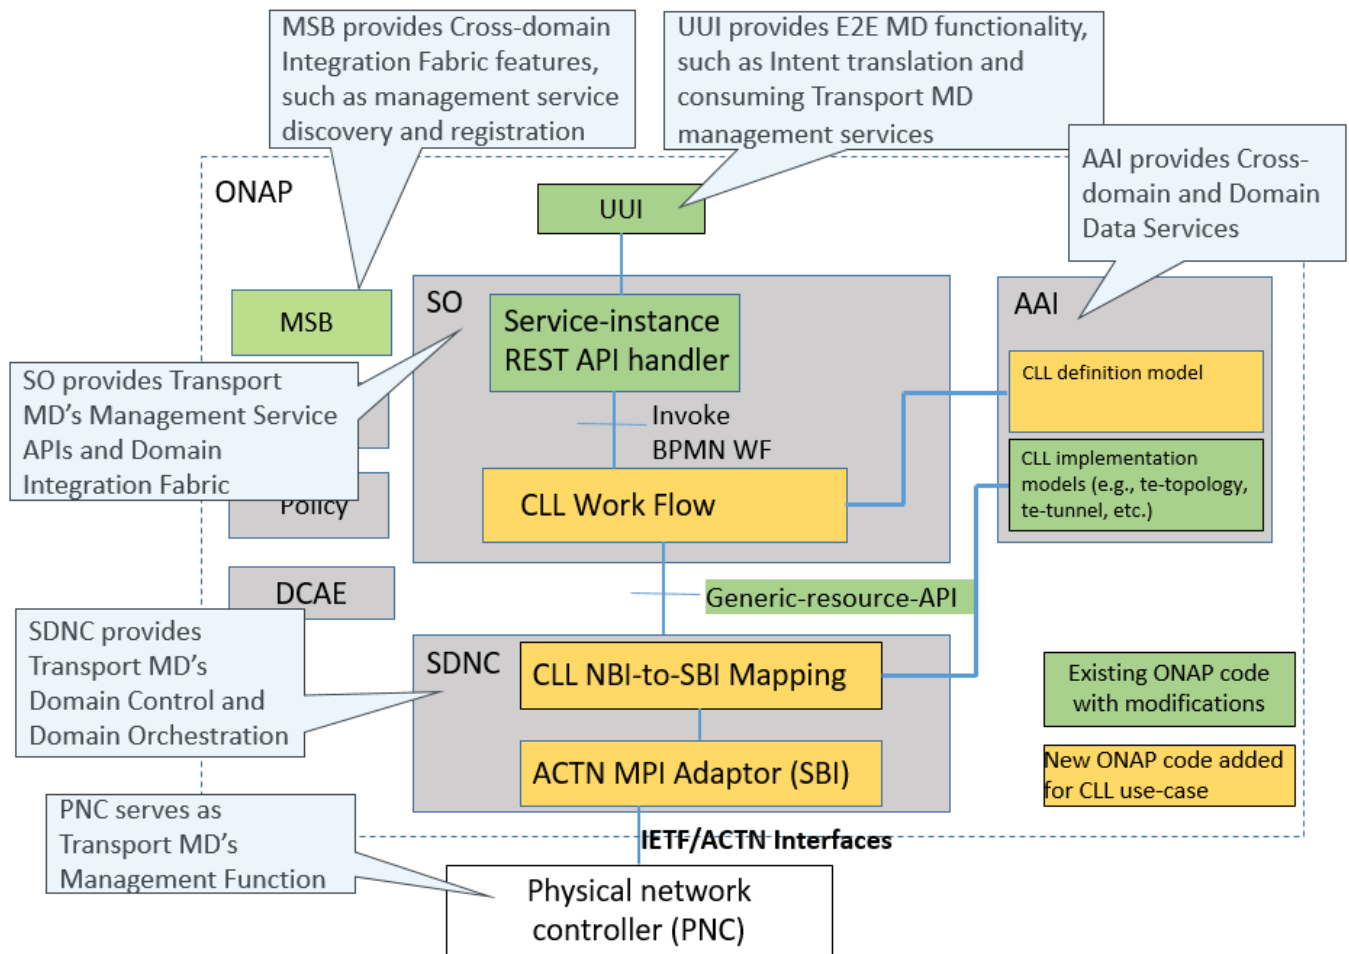 MSB provides Cross-domain
Integration Fabric features,
such as management service
discovery and registration
UUI provides E2E MD functionality,
such as Intent translation and
consuming Transport MD
management services
AAI provides Cross-
domain and Domain
Data Services
ONAP
UUI
MSB
SO
Service-instance
REST API handler
AAI
CLL definition model
SO provides Transport
MD's Management Service
APIs and Domain
Integration Fabric
Invoke
BPMN WF
CLL implementation
models (e.g., te-topology,
te-tunnel, etc.)
CLL Work Flow
Policy
DCAE
Generic-resource-API
SDNC provides
Transport MD's
Domain Control and
Domain Orchestration
SDNC
CLL NBI-to-SBI Mapping
Existing ONAP code
with modifications
ACTN MPI Adaptor (SBI)
New ONAP code added
for CLL use-case
PNC serves as
Transport MD's
Management Function
IETF/ACTN Interfaces
Physical network
controller (PNC)